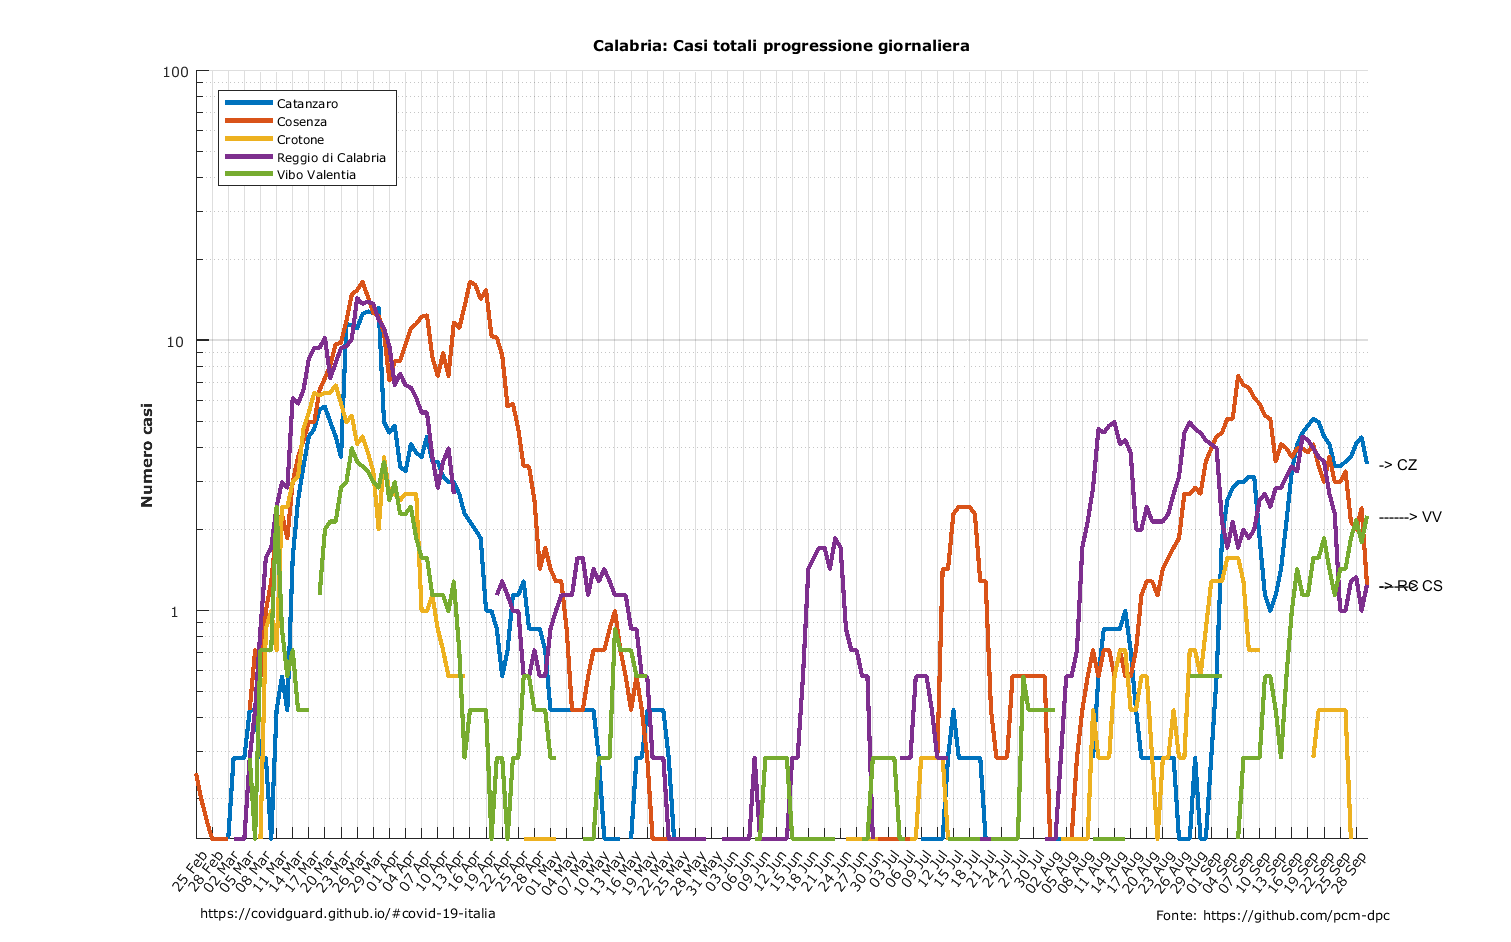 Calabria: Casi totali progressione giornaliera
100
Catanzaro
Cosenza
Crotone
Reggio di Calabria
Vibo Valentia
10
Numero casi
-> CZ
------> VV
1
-> RC
CS
25 Feb
28 Feb
02 Mar
05 Mar
08 Mar
11 Mar
14 Mar
17 Mar
20 Mar
23 Mar
26 Mar
29 Mar
01 Apr
04 Apr
07 Apr
10 Apr
13 Apr
16 Apr
19 Apr
22 Apr
25 Apr
28 Apr
01 May
04 May
07 May
10 May
13 May
16 May
19 May
22 May
25 May
28 May
31 May
03 Jun
06 Jun
09 Jun
12 Jun
15 Jun
18 Jun
21 Jun
24 Jun
27 Jun
30 Jun
03 Jul
06 Jul
09 Jul
12 Jul
15 Jul
18 Jul
21 Jul
24 Jul
27 Jul
30 Jul
02 Aug
05 Aug
08 Aug
11 Aug
14 Aug
17 Aug
20 Aug
23 Aug
26 Aug
29 Aug
01 Sep
04 Sep
07 Sep
10 Sep
13 Sep
16 Sep
19 Sep
22 Sep
25 Sep
28 Sep
https://covidguard.github.io/#covid-19-italia
Fonte: https://github.com/pcm-dpc